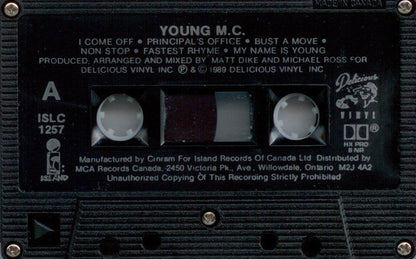 MADE IN CANADA
YOUNG M.C.
I COME OFF • PRINCIPAL'S OFFICE • BUST A MOVE •
NON STOP • FASTEST RHYME • MY NAME IS YOUNG
PRODUCED, ARRANGED AND MIXED BY MATT DIKE AND MICHAEL ROSS FOR
DELICIOUS VINYL INC ℗ & © 1989 DELICIOUS VINYL INC
A
ISLC
1257
ISLAND
Delicious
VINYL
HX PRO
B NR
Manufactured by Cinram For Island Records Of Canada Ltd Distributed by
MCA Records Canada, 2450 Victoria Pk., Ave., Willowdale, Ontario M2J 4A2
Unauthorized Copying Of This Recording Strictly Prohibited